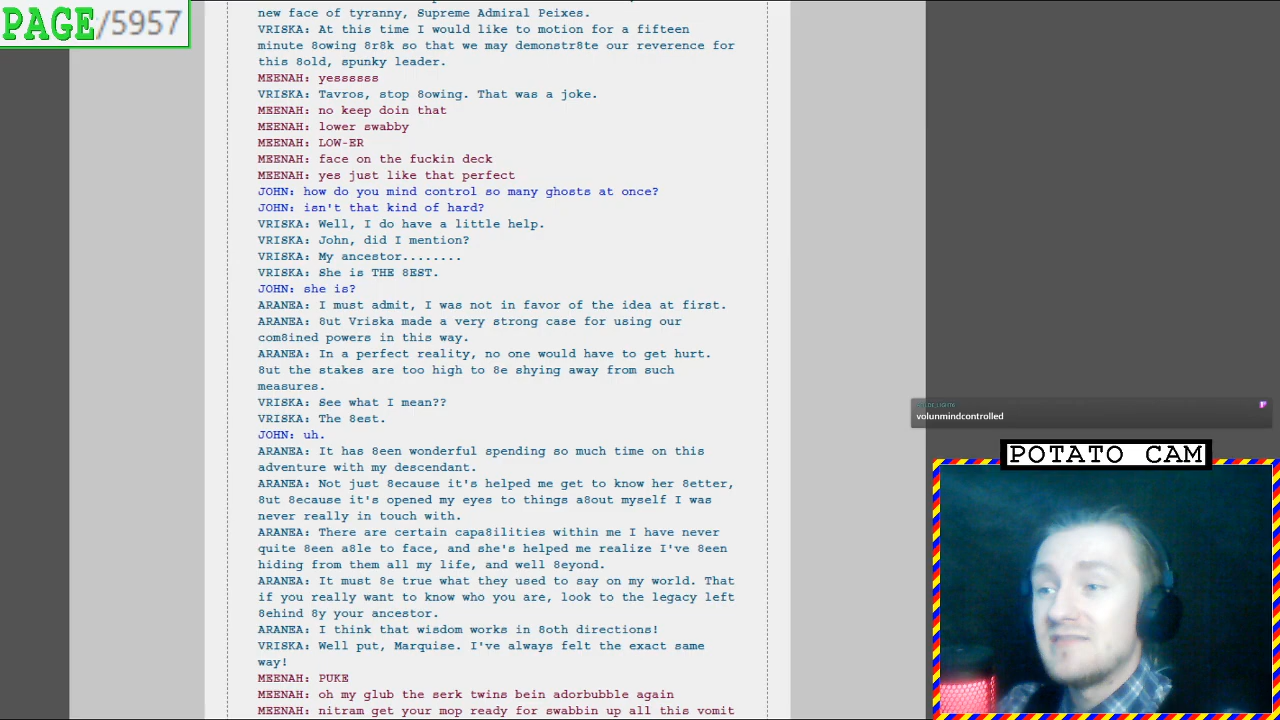 PAGE/5957
new face of tyranny, Supreme Admiral Peixes.
VRISKA: At this time I would like to motion for a fifteen
minute 8owing 8r8k so that we may demonstr8te our reverence for
this 8old, spunky leader.
MEENAH: yessssss
VRISKA: Tavros, stop 8owing. That was a joke.
MEENAH: no keep doin that
MEENAH: lower swabby
MEENAH: LOW-ER
MEENAH: face on the fuckin deck
MEENAH: yes just like that perfect
JOHN: how do you mind control so many ghosts at once?
JOHN: isn't that kind of hard?
VRISKA: Well, I do have a little help.
VRISKA: John, did I mention?
VRISKA: My ancestor........
VRISKA: She is THE 8EST.
JOHN: she is?
ARANEA: I must admit, I was not in favor of the idea at first.
ARANEA: 8ut Vriska made a very strong case for using our
com8ined powers in this way.
ARANEA: In a perfect reality, no one would have to get hurt.
8ut the stakes are too high to 8e shying away from such
measures.
VRISKA: See what I mean??
VRISKA: The 8est.
JOHN: uh.
ARANEA: It has 8een wonderful spending so much time on this
adventure with my descendant.
ARANEA: Not just 8ecause it's helped me get to know her 8etter,
8ut 8ecause it's opened my eyes to things a8out myself I was
never really in touch with.
ARANEA: There are certain capa8ilities within me I have never
quite 8een a8le to face, and she's helped me realize I've 8een
hiding from them all my life, and well 8eyond.
ARANEA: It must 8e true what they used to say on my world. That
if you really want to know who you are, look to the legacy left
8ehind 8y your ancestor.
ARANEA: I think that wisdom works in 8oth directions!
VRISKA: Well put, Marquise. I've always felt the exact same
way!
MEENAH: PUKE
MEENAH: oh my glub the serk twins bein adorbubble again
MEENAH: nitram get your mop ready for swabbin up all this vomit
volunmindcontrolled
POTATO CAM